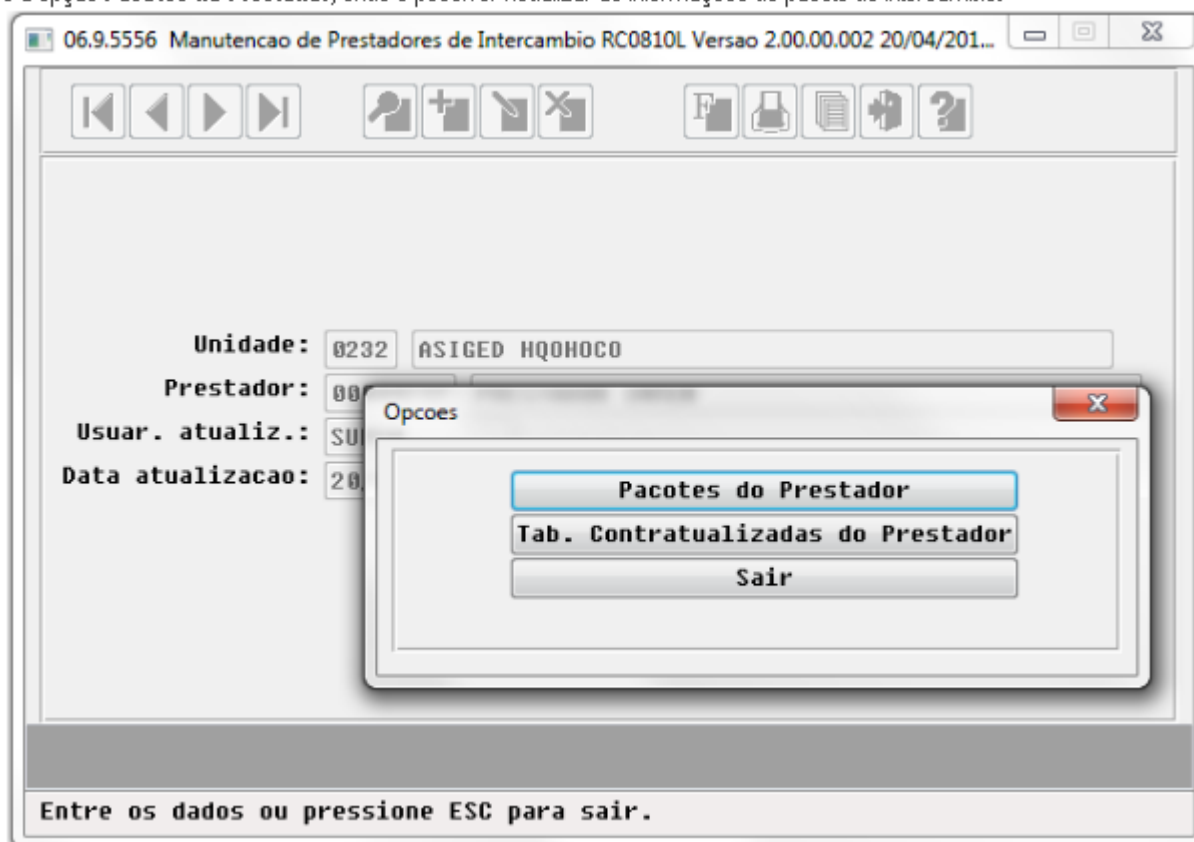 06.9.5556 Manutencao de Prestadores de Intercambio RC0810L Versao 2.00.00.002 20/04/201...
Unidade: 0232 ASIGED HQOHOCO
Prestador:
Opcoes
Usuar. atualiz.:
Data atualizacao: 20
Pacotes do Prestador
Tab. Contratualizadas do Prestador
Sair
Entre os dados ou pressione ESC para sair.